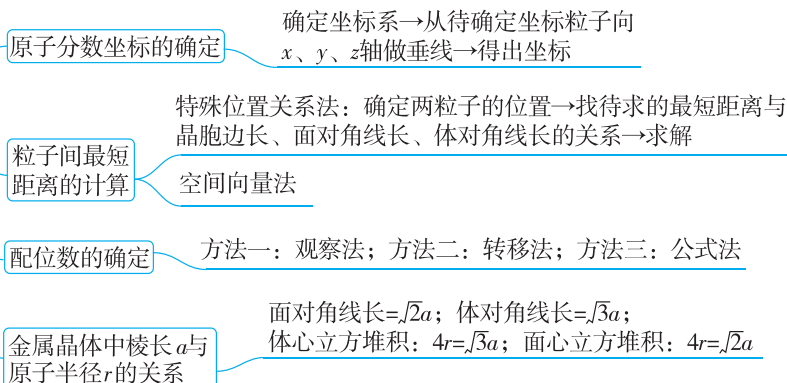 原子分数坐标的确定
确定坐标系→从待确定坐标粒子向
x、y、z轴做垂线→得出坐标
粒子间最短
距离的计算
特殊位置关系法：确定两粒子的位置→找待求的最短距离与
晶胞边长、面对角线长、体对角线长的关系→求解
空间向量法
配位数的确定
方法一：观察法；方法二：转移法；方法三：公式法
金属晶体中棱长a与
原子半径r的关系
面对角线长=√2a；体对角线长=√3a；
体心立方堆积：4r=√3a；面心立方堆积：4r=√2a